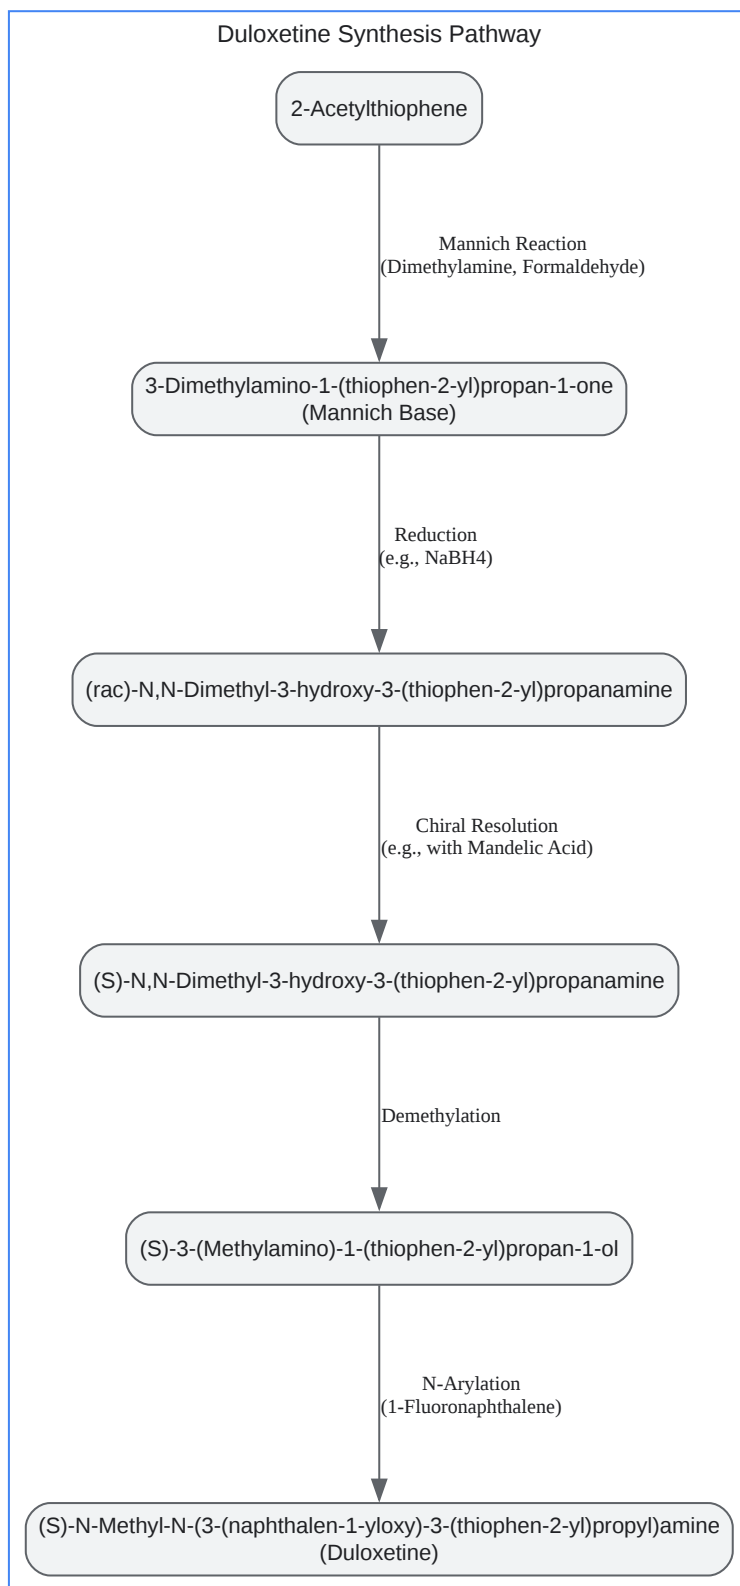 Duloxetine Synthesis Pathway
2-Acetylthiophene
Mannich Reaction
(Dimethylamine, Formaldehyde)
3-Dimethylamino-1-(thiophen-2-yl)propan-1-one
(Mannich Base)
Reduction
(e.g., NaBH4)
(rac)-N,N-Dimethyl-3-hydroxy-3-(thiophen-2-yl)propanamine
Chiral Resolution
(e.g., with Mandelic Acid)
(S)-N,N-Dimethyl-3-hydroxy-3-(thiophen-2-yl)propanamine
Demethylation
(S)-3-(Methylamino)-1-(thiophen-2-yl)propan-1-ol
N-Arylation
(1-Fluoronaphthalene)
(S)-N-Methyl-N-(3-(naphthalen-1-yloxy)-3-(thiophen-2-yl)propyl)amine
(Duloxetine)